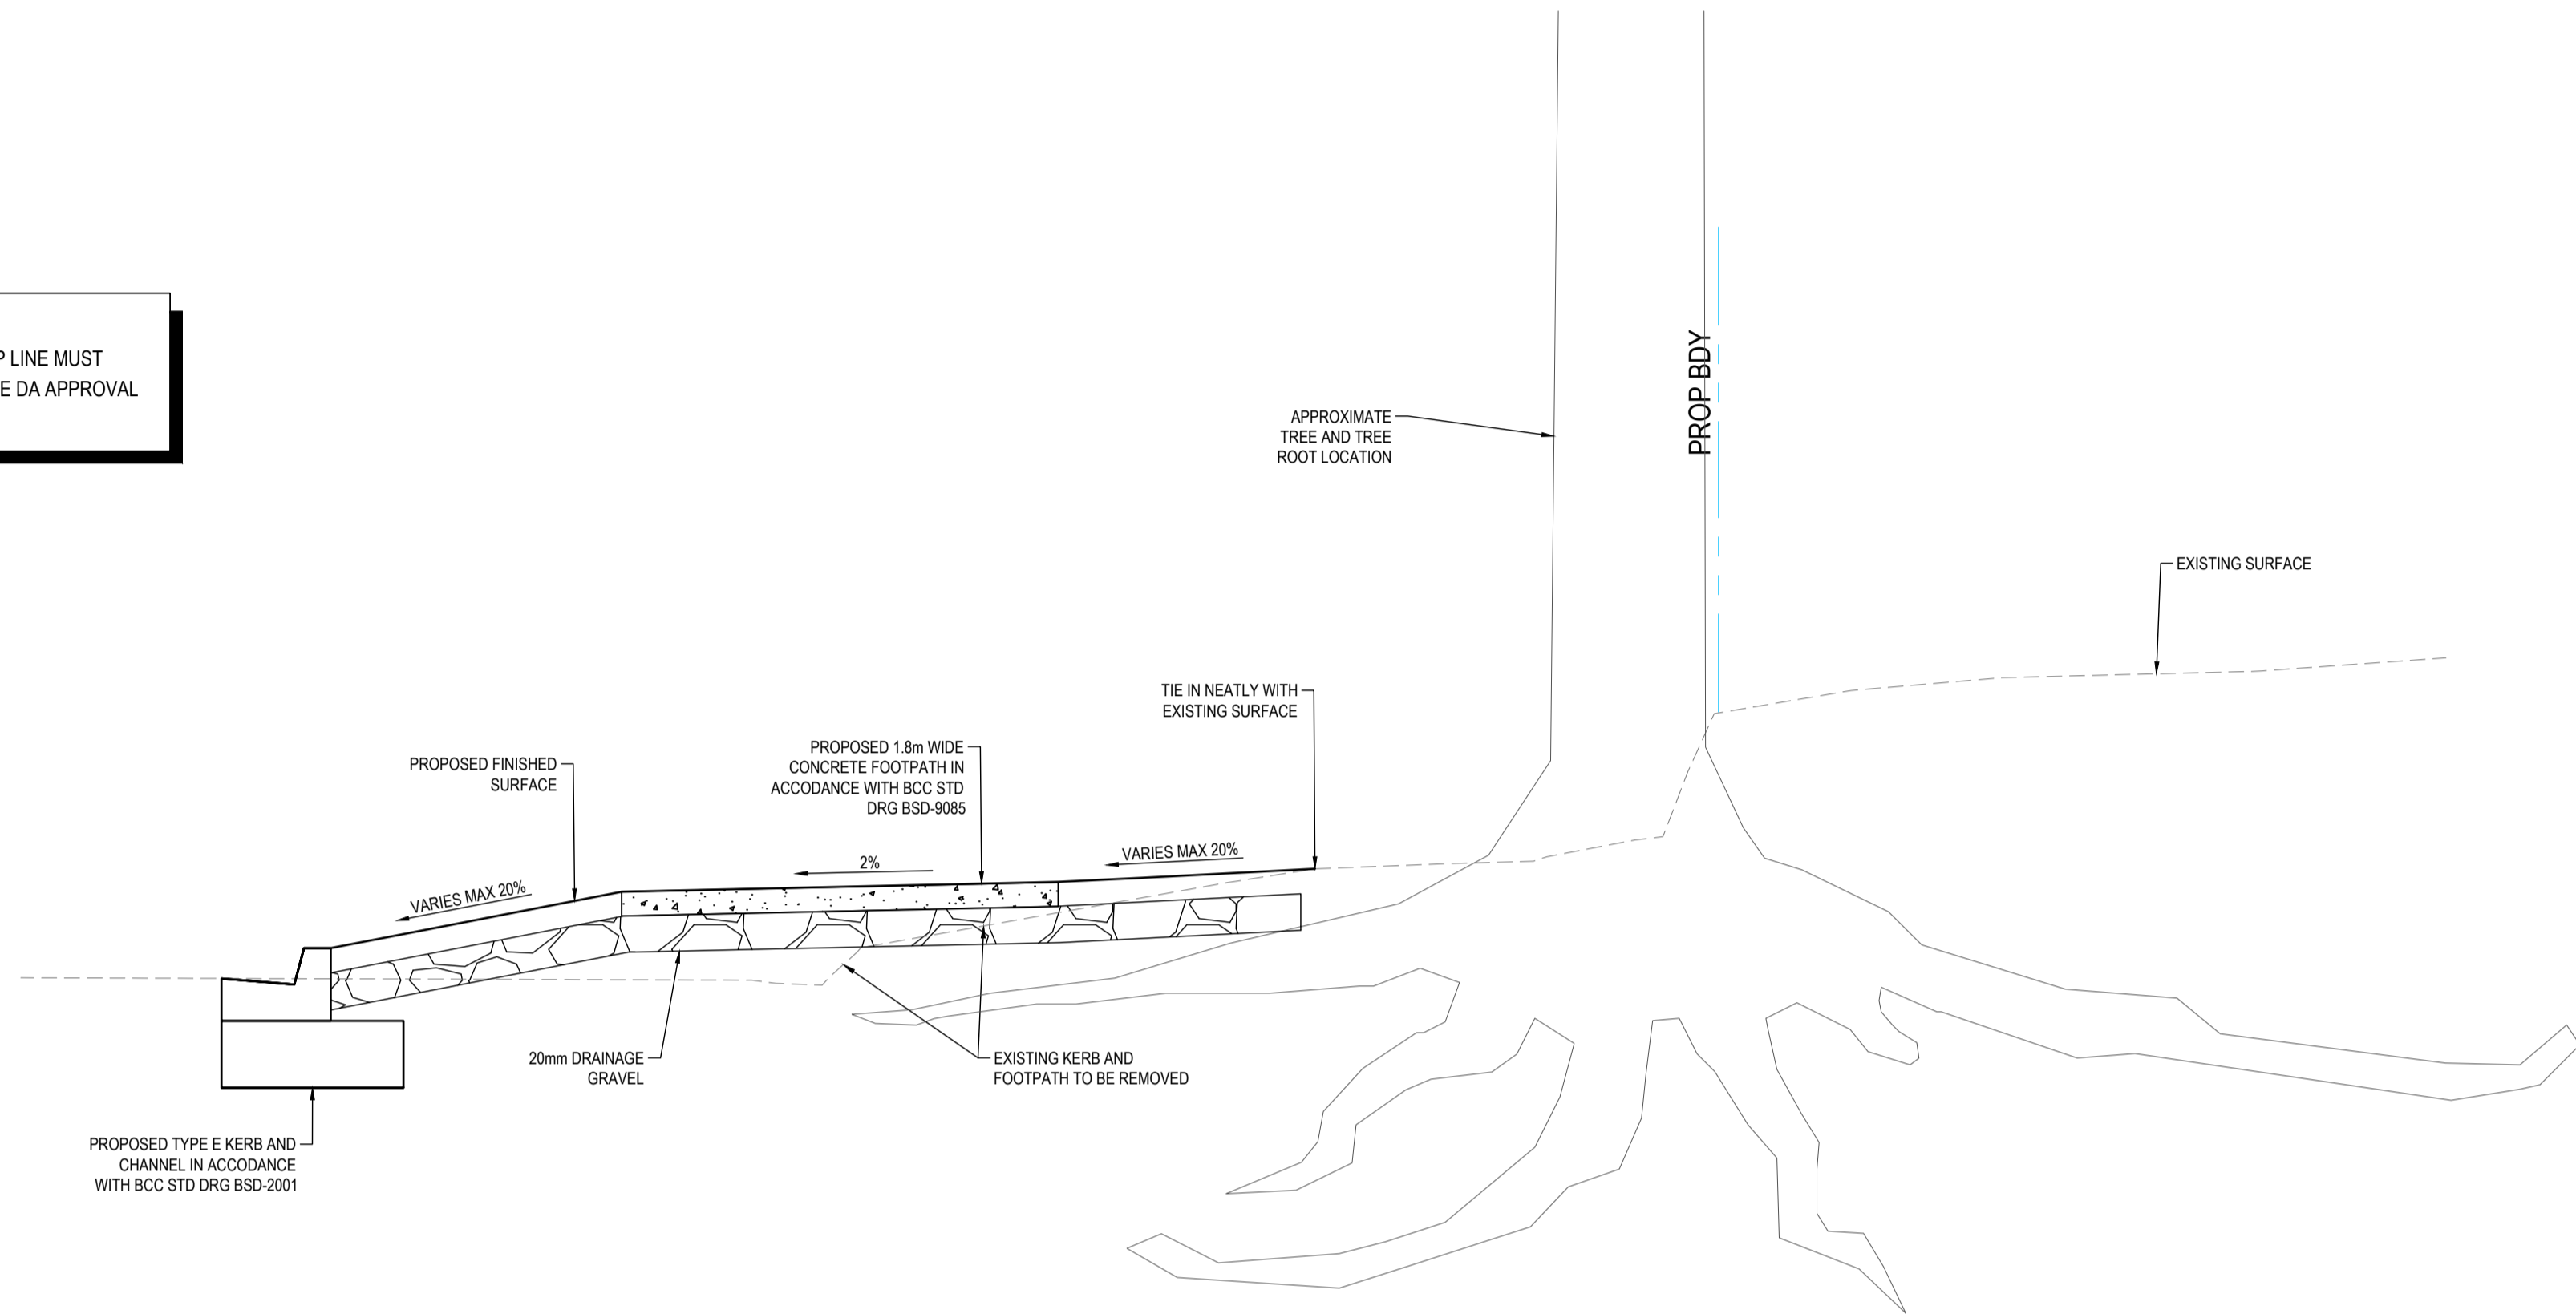 P LINE MUST
E DA APPROVAL
APPROXIMATE
TREE AND TREE
ROOT LOCATION
PROP BDY
EXISTING SURFACE
TIE IN NEATLY WITH
EXISTING SURFACE
PROPOSED 1.8m WIDE
CONCRETE FOOTPATH IN
ACCODANCE WITH BCC STD
DRG BSD-9085
PROPOSED FINISHED
SURFACE
VARIES MAX 20%
2%
VARIES MAX 20%
20mm DRAINAGE
GRAVEL
EXISTING KERB AND
FOOTPATH TO BE REMOVED
PROPOSED TYPE E KERB AND
CHANNEL IN ACCODANCE
WITH BCC STD DRG BSD-2001